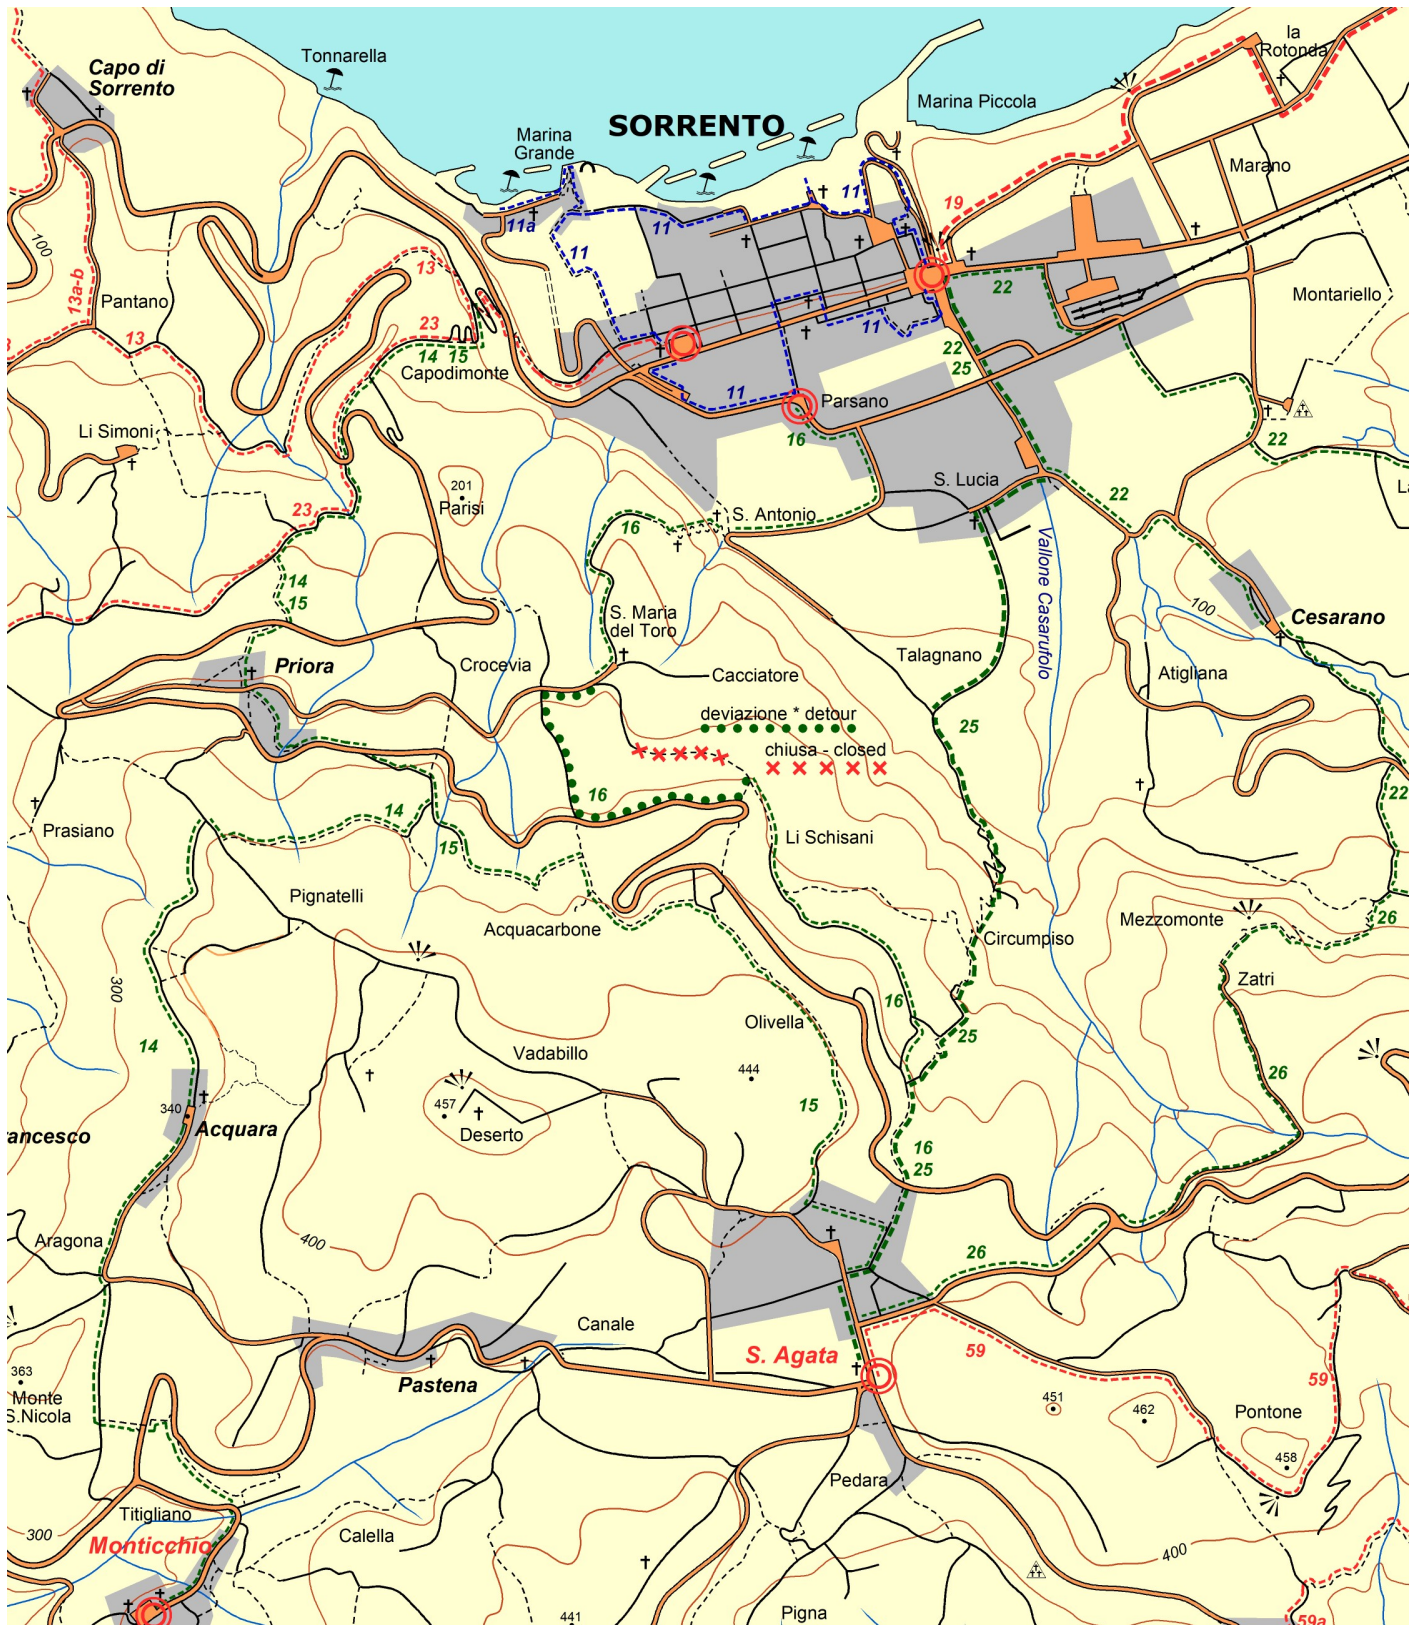 la
Rotonda
Tonnarella
Capo di
Sorrento
Marina Piccola
SORRENTO
Marina
Grande
Marano
11
19
11a
11
11
100
13
22
13a-b
Pantano
Montariello
23
13
11
14 15
22
25
Capodimonte
11
Parsano
Li Simoni
16
22
S. Lucia
201
Parisi
22
23
S. Antonio
16
Vallone Casarufolo
14
15
100
S. Maria
del Toro
Cesarano
Talagnano
Priora
Crocevia
Cacciatore
Atigliana
deviazione * detour
25
chiusa - closed
16
22
14
Prasiano
Li Schisani
15
Pignatelli
Mezzomonte
26
Acquacarbone
Circumpiso
Zatri
300
16
Olivella
25
14
Vadabillo
444
26
15
340
457
Acquara
Deserto
ancesco
16
25
Aragona
400
26
Canale
S. Agata
59
363
Pastena
59
Monte
S.Nicola
451
462
Pontone
458
Pedara
Titigliano
300
Calella
Monticchio
400
441
Pigna
59a